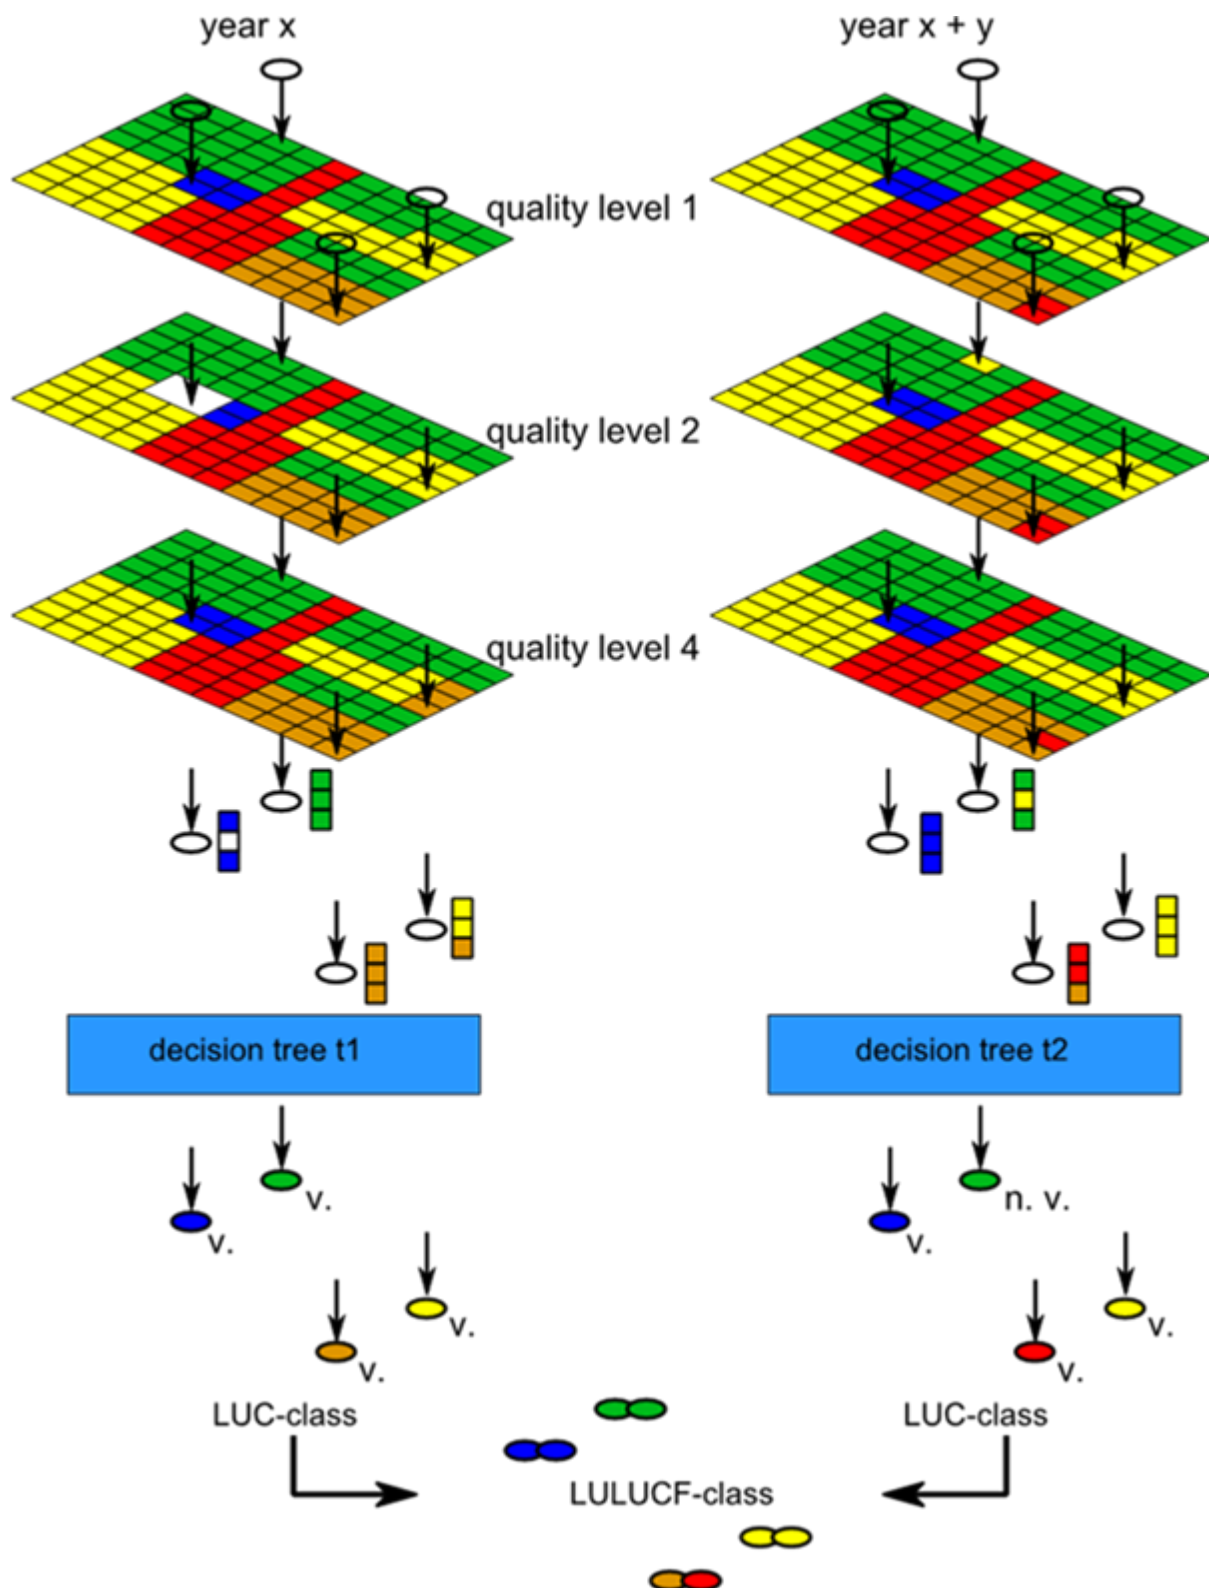 year x
year x + y
quality level 1
quality level 2
quality level 4
decision tree t1
decision tree t2
v.
n. v.
v.
v.
v.
v.
v.
v.
LUC-class
LUC-class
LULUCF-class